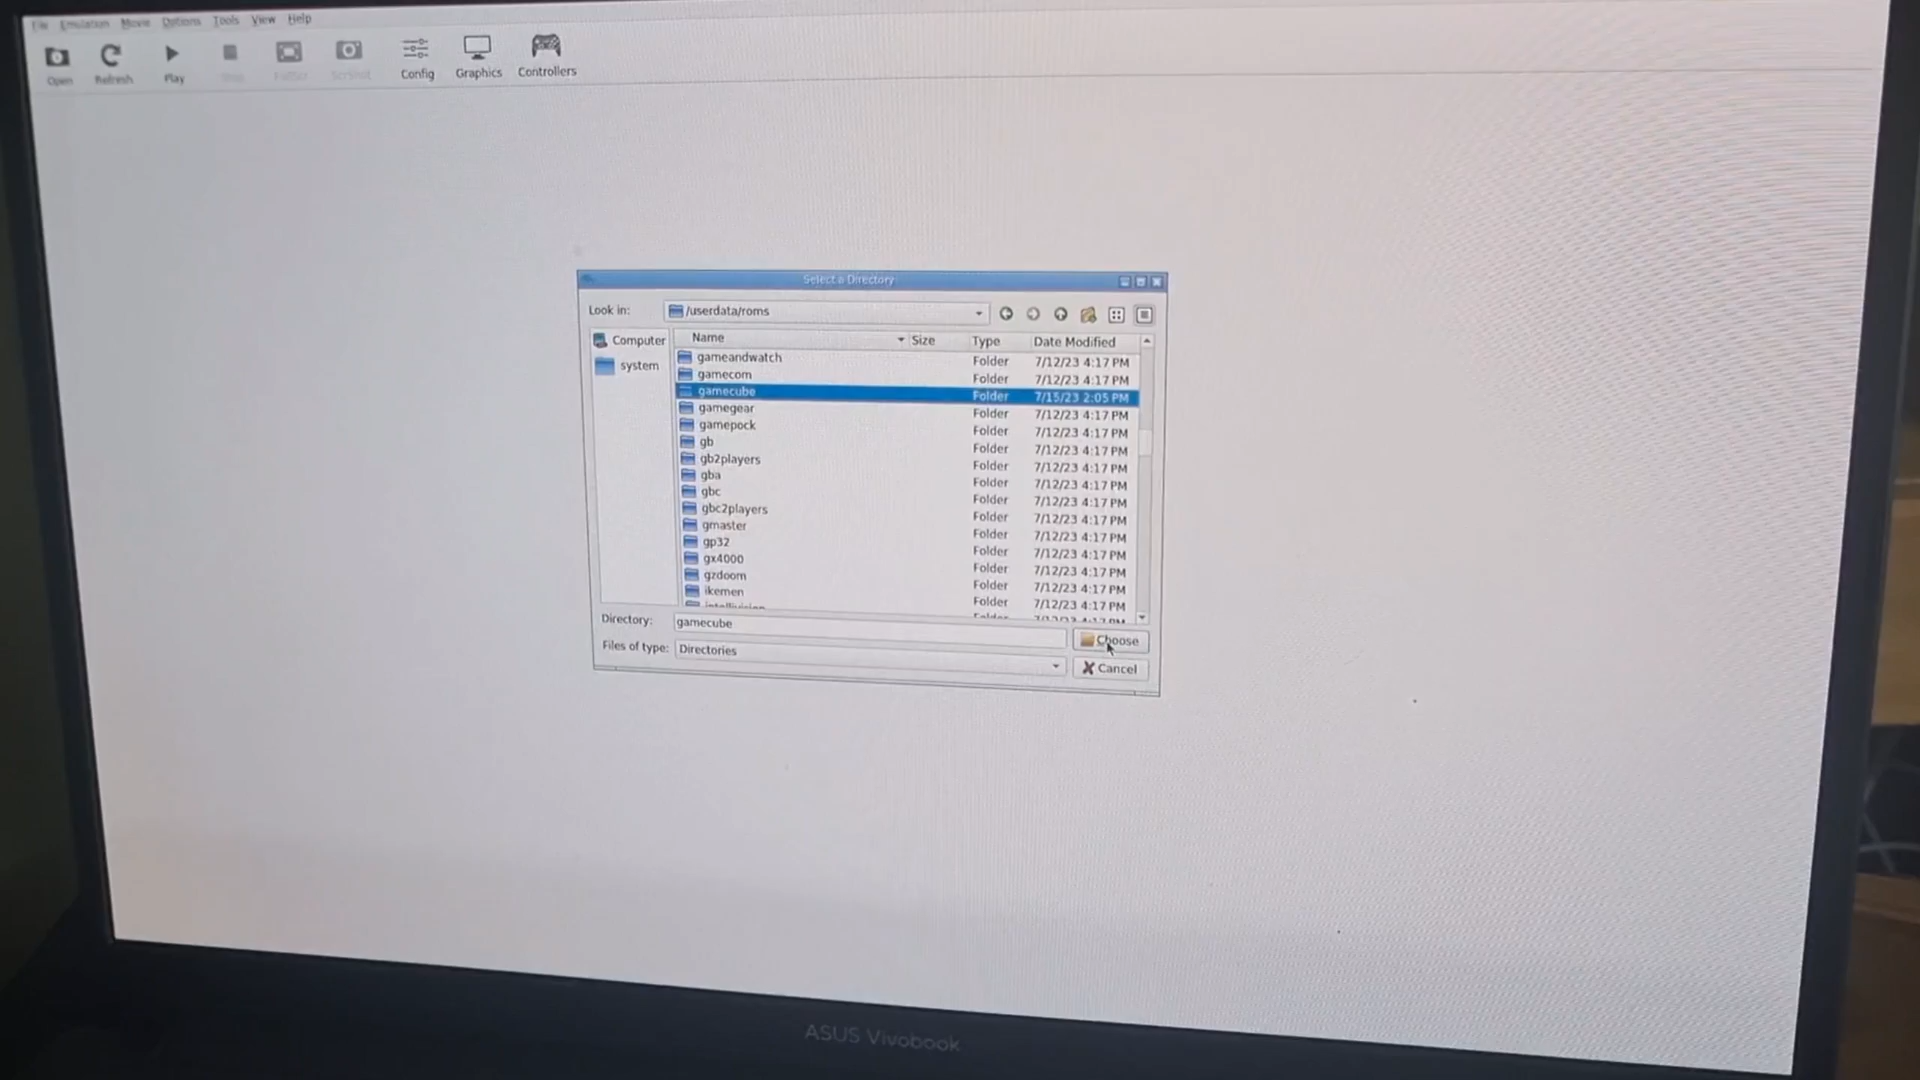 File Emulation Movie Options Tools View Help
Open Refresh Play Stop ScrShot Config Graphics Controllers
Select a Directory
Look in: /userdata/roms
Computer
system
Name Size Type Date Modified
gameandwatch Folder 7/12/23 4:17 PM
gamecom Folder 7/12/23 4:17 PM
gamecube Folder 7/15/23 2:05 PM
gamegear Folder 7/12/23 4:17 PM
gamepock Folder 7/12/23 4:17 PM
gb Folder 7/12/23 4:17 PM
gb2players Folder 7/12/23 4:17 PM
gba Folder 7/12/23 4:17 PM
gbc Folder 7/12/23 4:17 PM
gbc2players Folder 7/12/23 4:17 PM
gmaster Folder 7/12/23 4:17 PM
gp32 Folder 7/12/23 4:17 PM
gx4000 Folder 7/12/23 4:17 PM
gzdoom Folder 7/12/23 4:17 PM
ikemen Folder 7/12/23 4:17 PM
Directory: gamecube
Choose
Files of type: Directories
Cancel
ASUS Vivobook